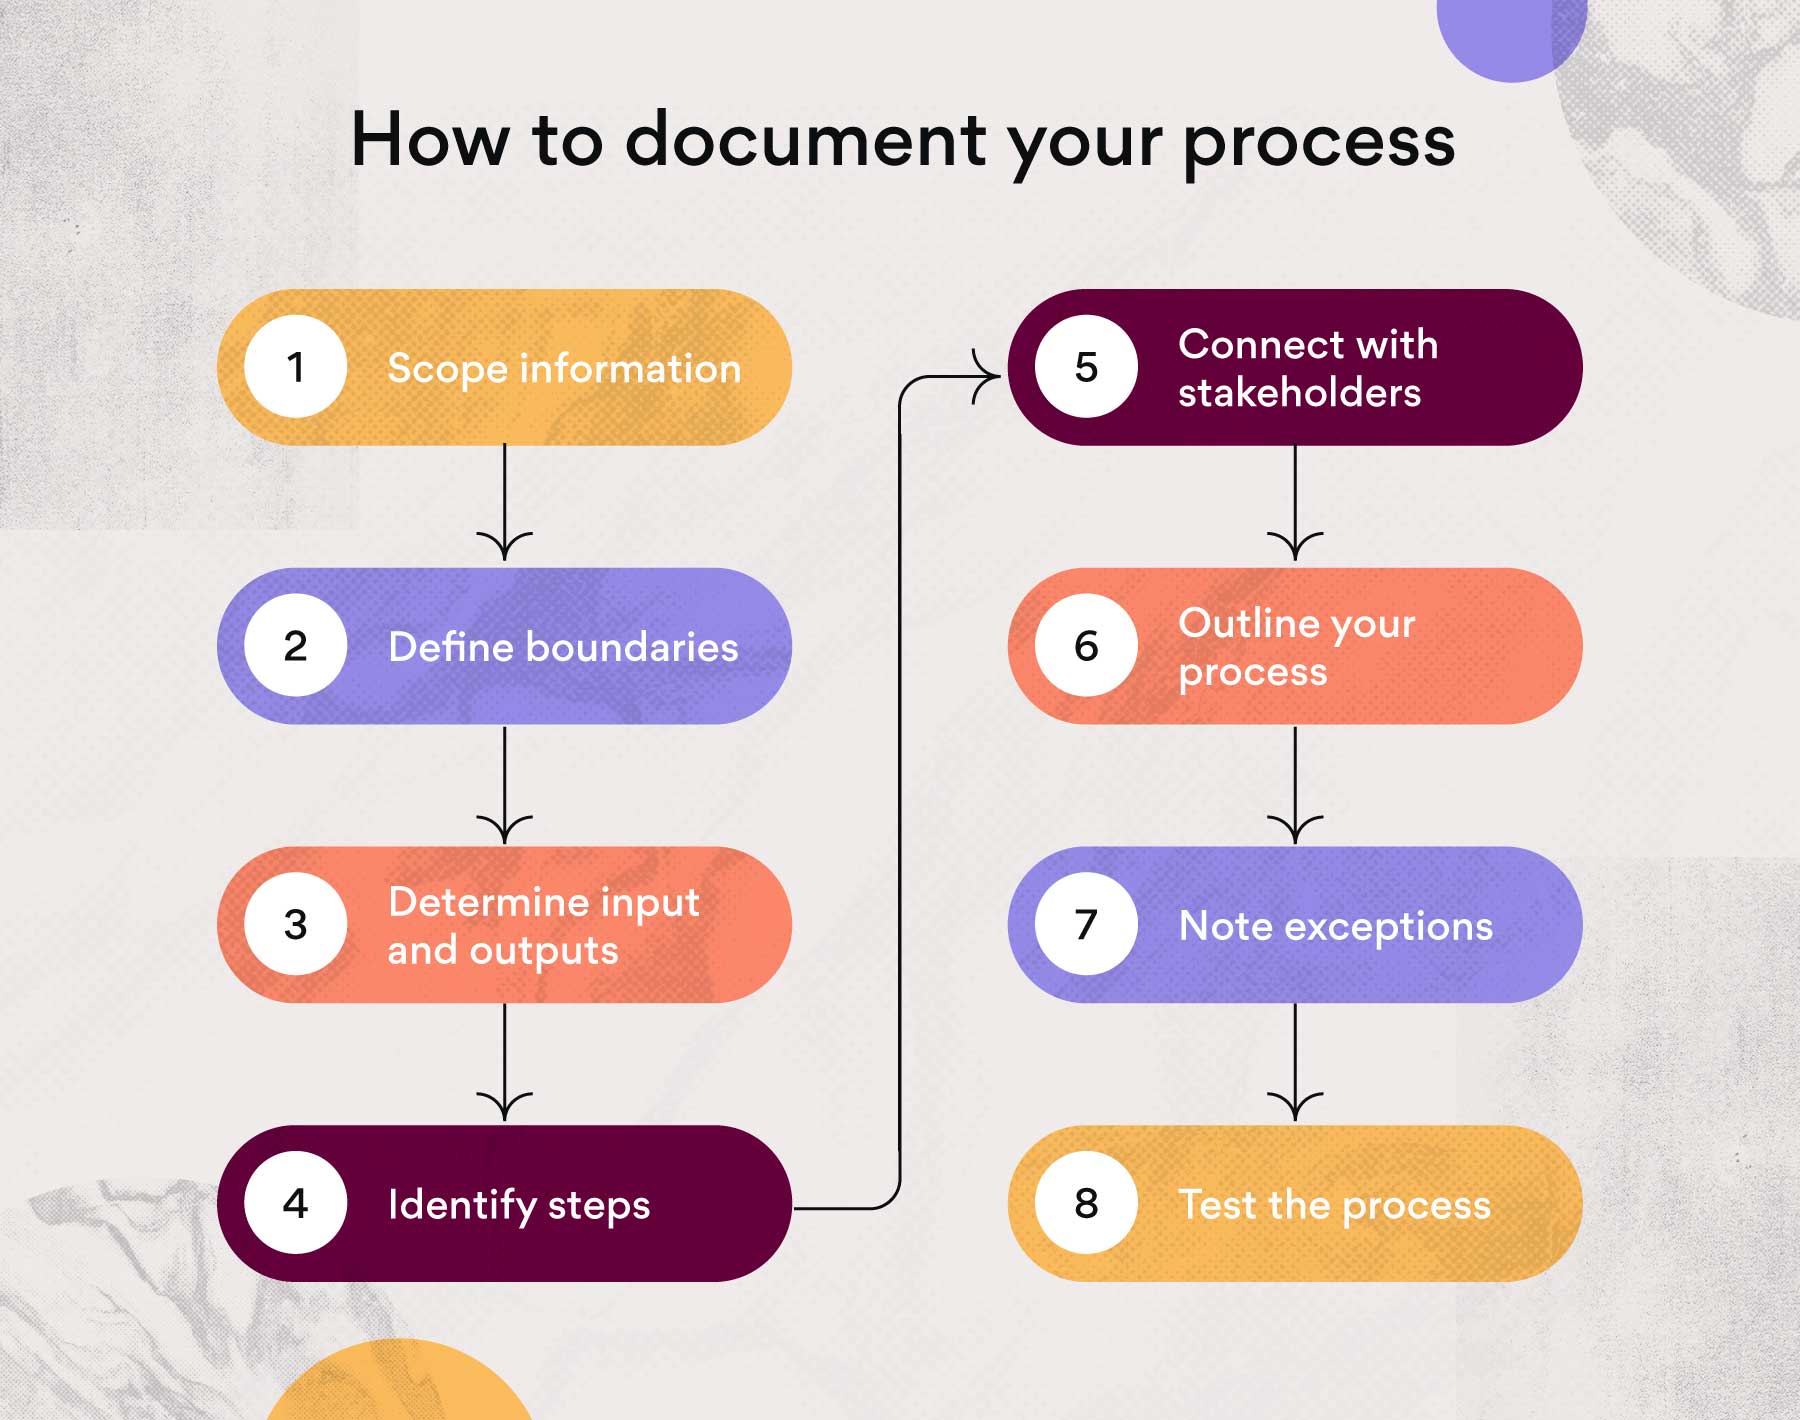 How to document your process
1
Scope information
2
Define boundaries
3
Determine input
and outputs
4
Identify steps
5
Connect with
stakeholders
6
Outline your
process
7
Note exceptions
8
Test the process